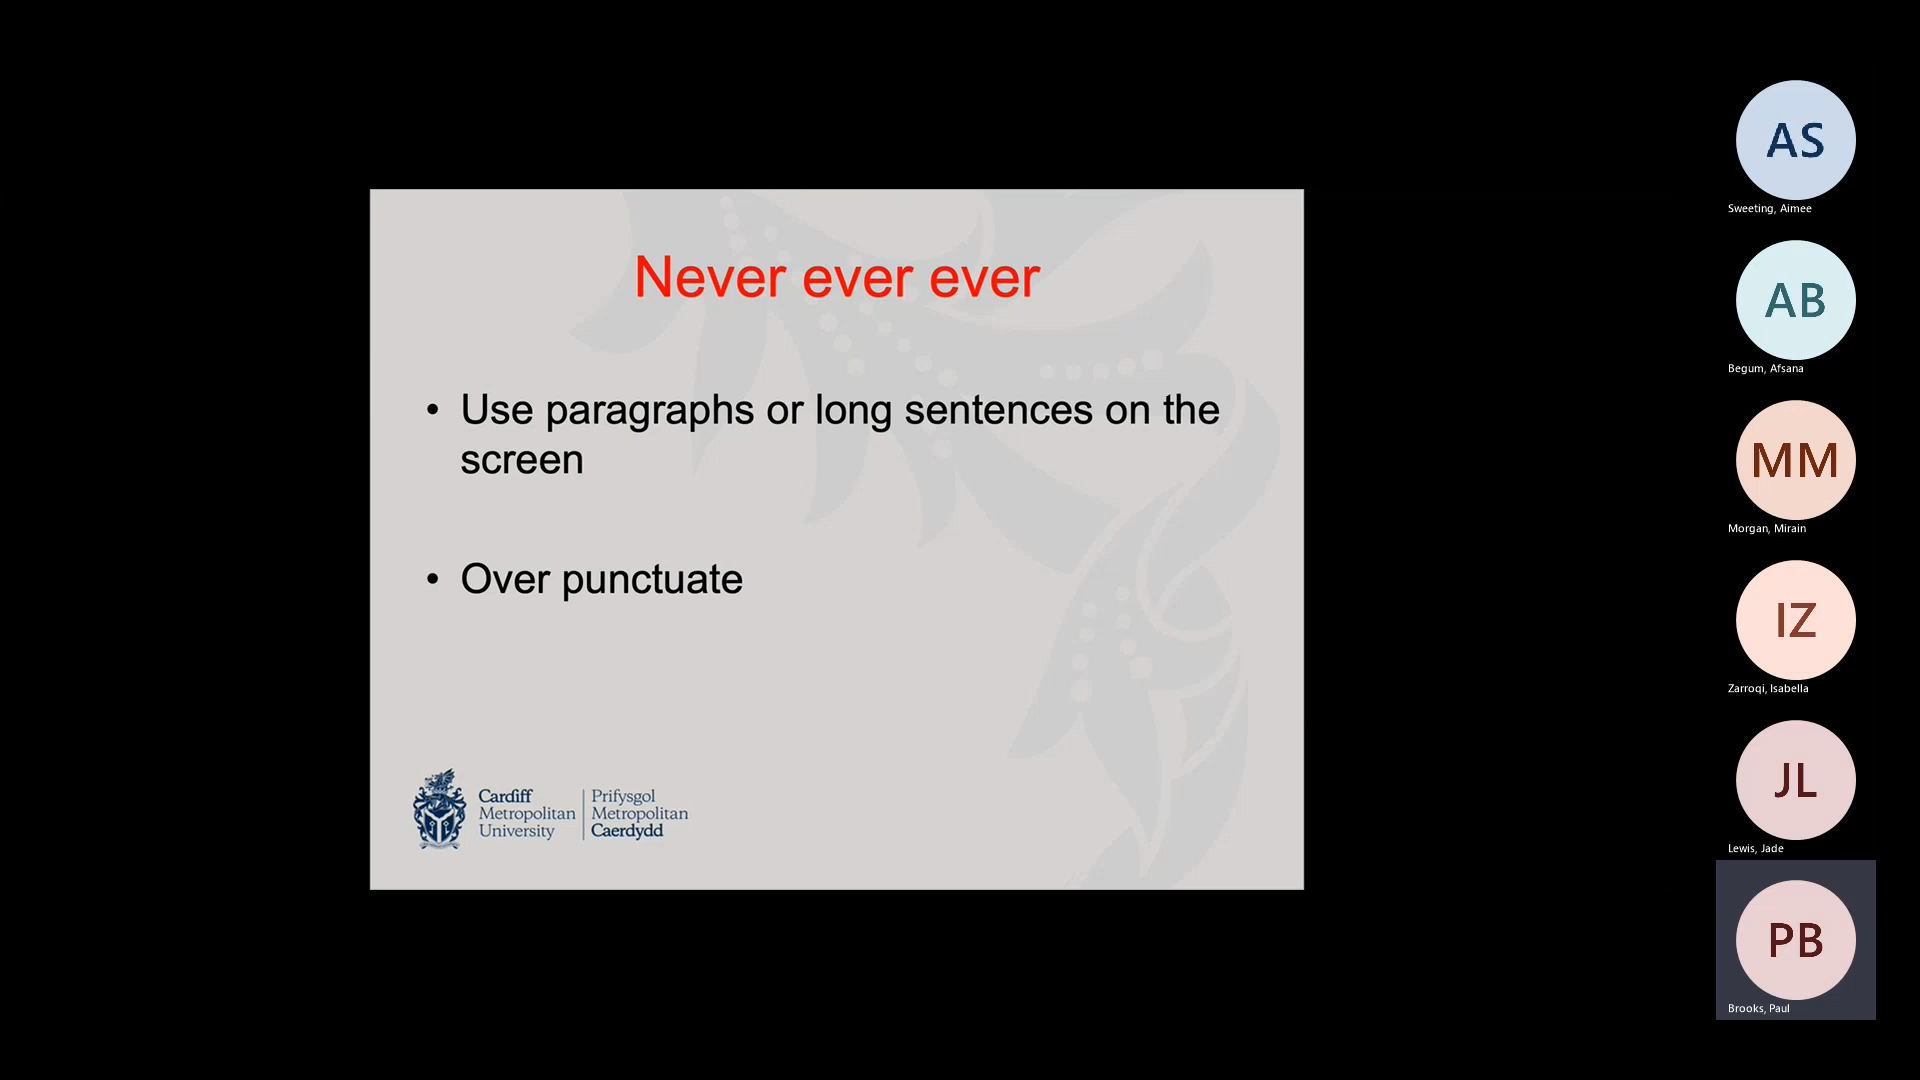 Never ever ever
• Use paragraphs or long sentences on the
screen
• Over punctuate
Cardiff
Metropolitan
University
Prifysgol
Metropolitan
Caerdydd
AS
Sweeting, Aimee
AB
Begum, Afsana
MM
Morgan, Mirain
IZ
Zarroqi, Isabella
JL
Lewis, Jade
PB
Brooks, Paul